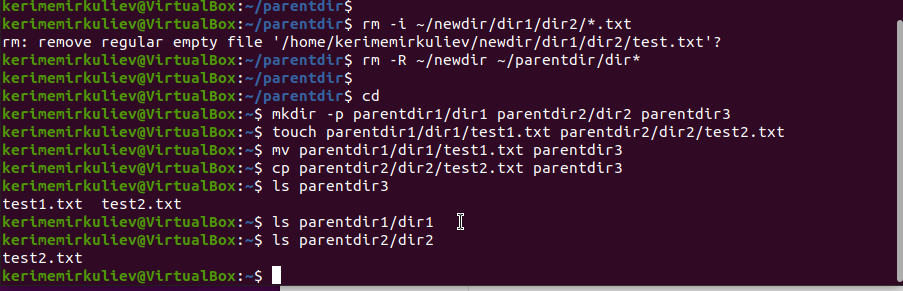 kerimemirkuliev@VirtualBox:~/parentdir$
kerimemirkuliev@VirtualBox:~/parentdir$ rm -i ~/newdir/dir1/dir2/*.txt
rm: remove regular empty file '/home/kerimemirkuliev/newdir/dir1/dir2/test.txt'?
kerimemirkuliev@VirtualBox:~/parentdir$ rm -R ~/newdir ~/parentdir/dir*
kerimemirkuliev@VirtualBox:~/parentdir$
kerimemirkuliev@VirtualBox:~/parentdir$ cd
kerimemirkuliev@VirtualBox:~$ mkdir -p parentdir1/dir1 parentdir2/dir2 parentdir3
kerimemirkuliev@VirtualBox:~$ touch parentdir1/dir1/test1.txt parentdir2/dir2/test2.txt
kerimemirkuliev@VirtualBox:~$ mv parentdir1/dir1/test1.txt parentdir3
kerimemirkuliev@VirtualBox:~$ cp parentdir2/dir2/test2.txt parentdir3
kerimemirkuliev@VirtualBox:~$ ls parentdir3
test1.txt  test2.txt
kerimemirkuliev@VirtualBox:~$ ls parentdir1/dir1
kerimemirkuliev@VirtualBox:~$ ls parentdir2/dir2
test2.txt
kerimemirkuliev@VirtualBox:~$